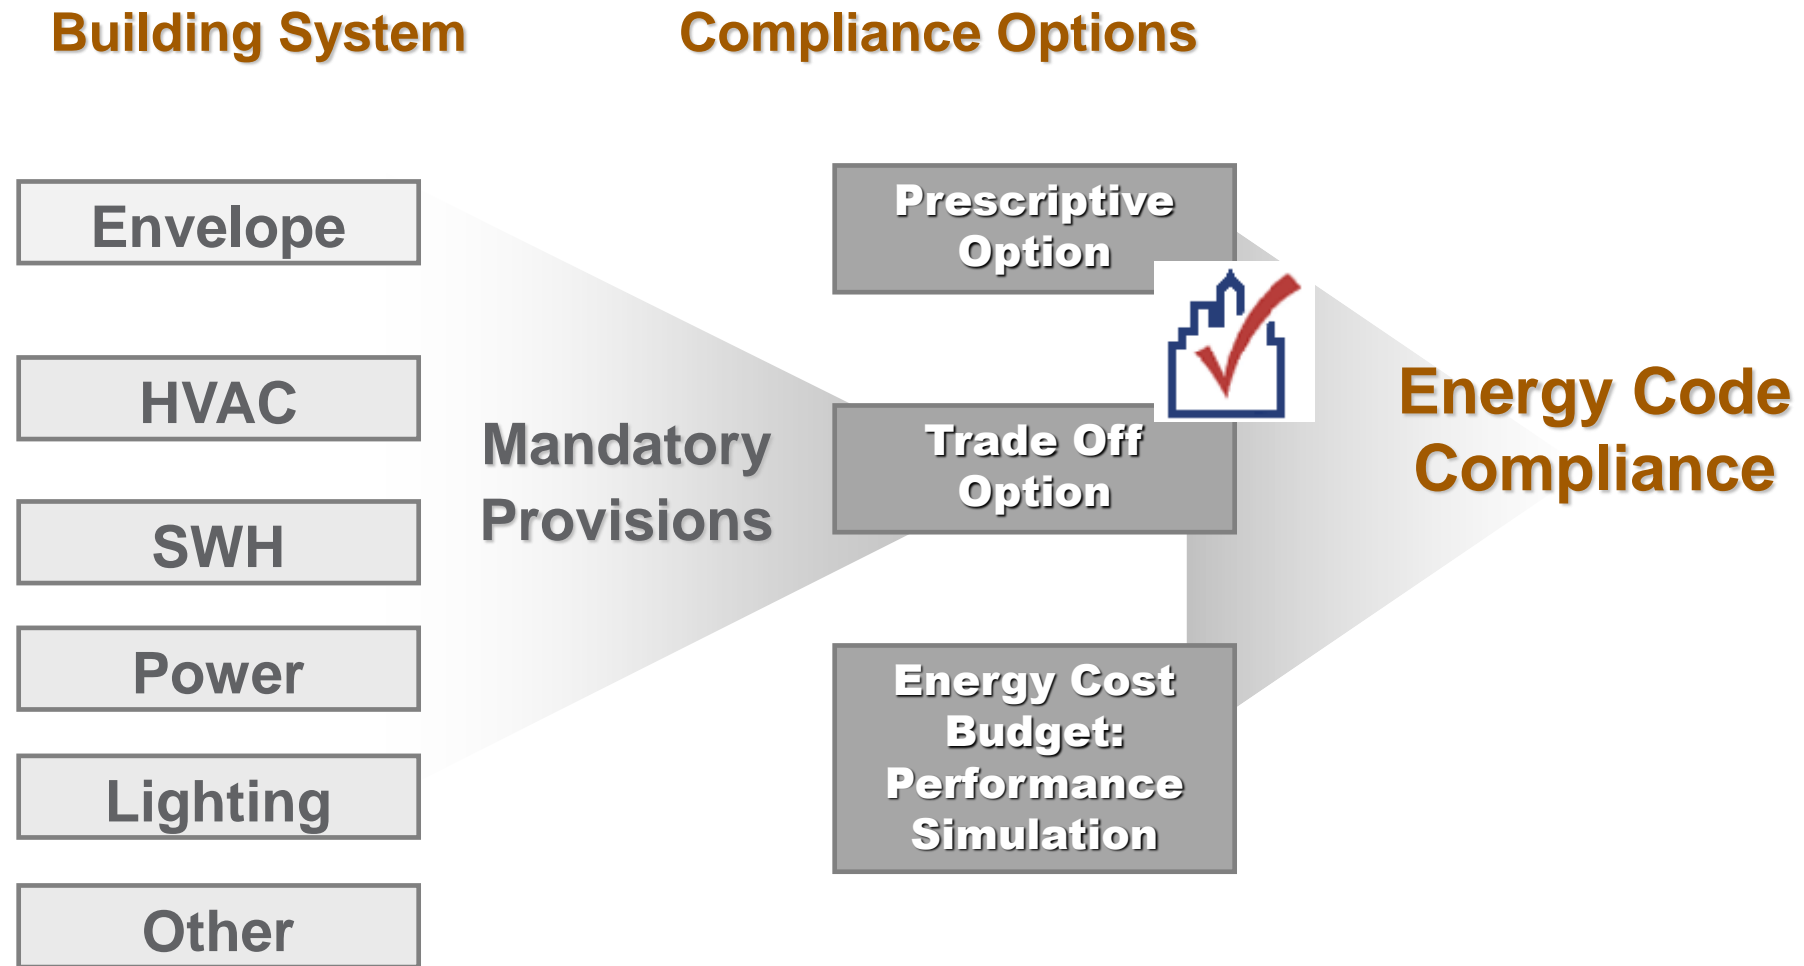 Building System
Compliance Options
Envelope
HVAC
SWH
Power
Lighting
Other
Mandatory
Provisions
Prescriptive
Option
Trade Off
Option
Energy Cost
Budget:
Performance
Simulation
Energy Code
Compliance